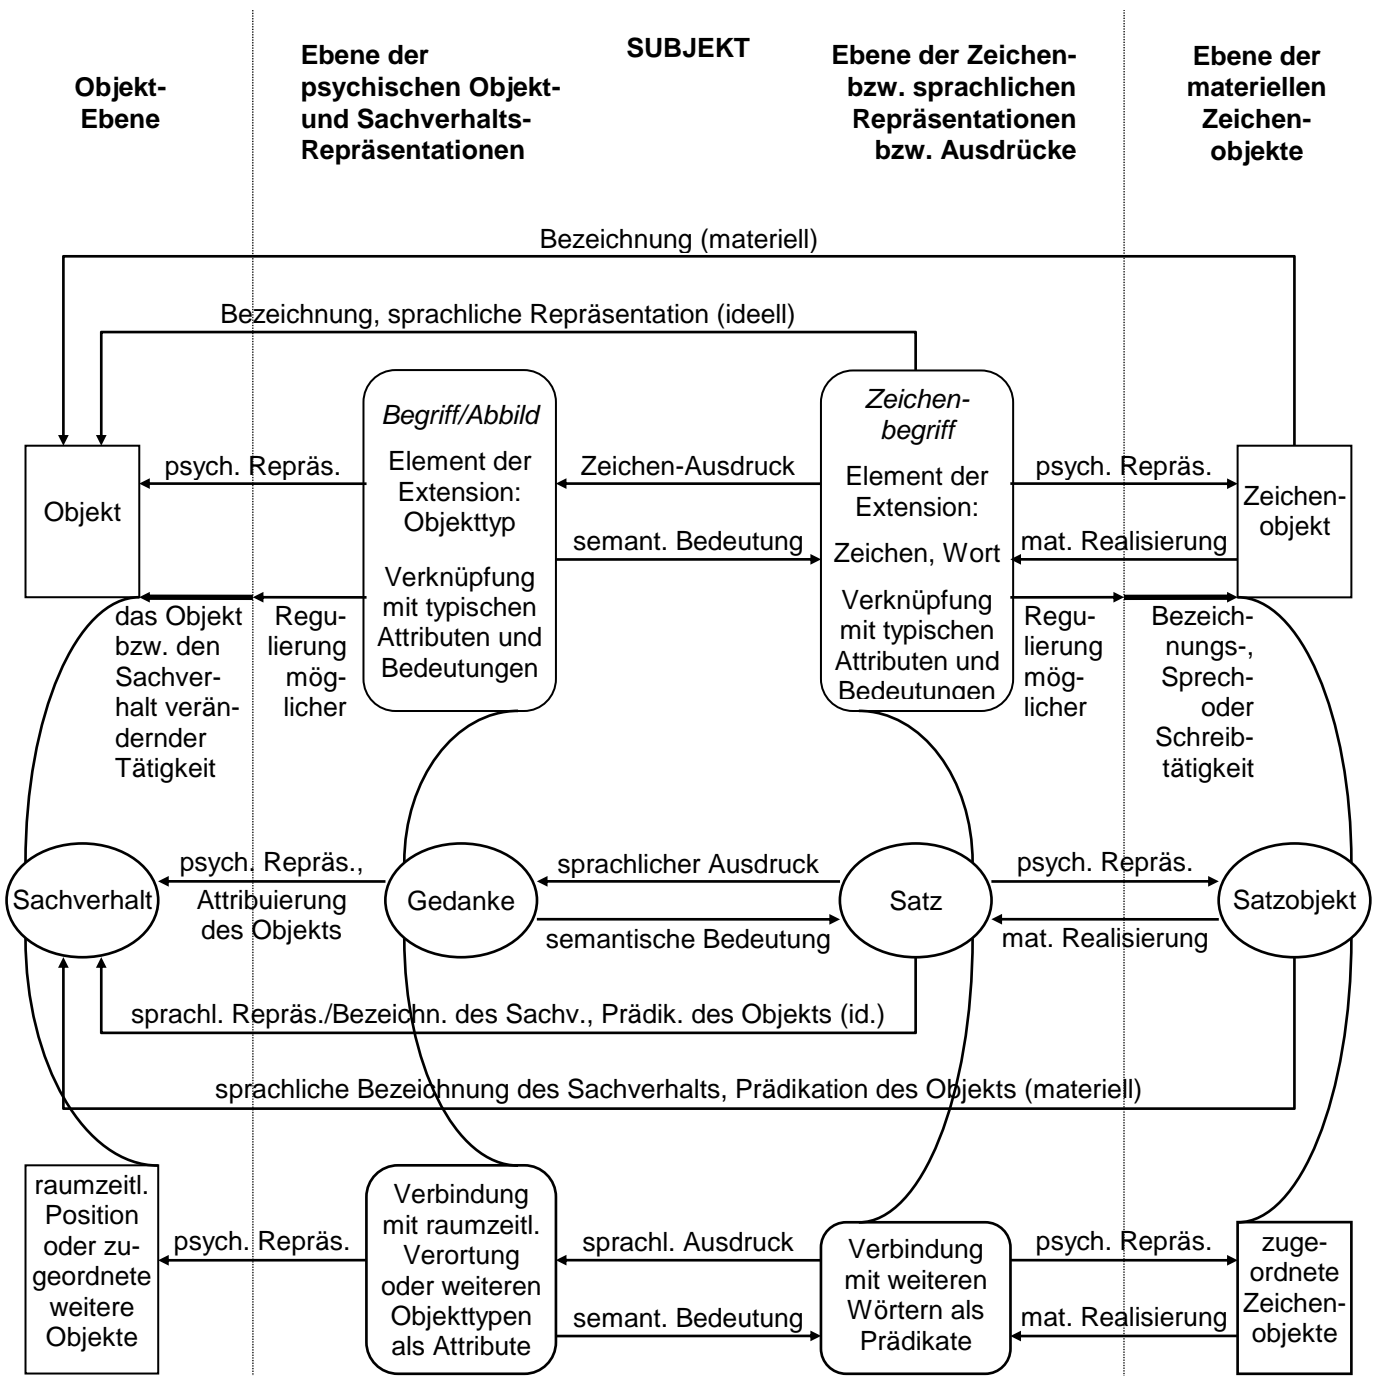 SUBJEKT
Objekt-
Ebene
Ebene der
psychischen Objekt-
und Sachverhalts-
Repräsentationen
Ebene der Zeichen-
bzw. sprachlichen
Repräsentationen
bzw. Ausdrücke
Ebene der
materiellen
Zeichen-
objekte
Bezeichnung (materiell)
Bezeichnung, sprachliche Repräsentation (ideell)
Objekt
psych. Repräs.
Begriff/Abbild
Element der
Extension:
Objekttyp
Verknüpfung
mit typischen
Attributen und
Bedeutungen
Zeichen-Ausdruck
semant. Bedeutung
Zeichen-
begriff
Element der
Extension:
Zeichen, Wort
Verknüpfung
mit typischen
Attributen und
Bedeutungen
psych. Repräs.
mat. Realisierung
Zeichen-
objekt
das Objekt
bzw. den
Sachver-
halt verän-
dernder
Tätigkeit
Regu-
lierung
mög-
licher
Regu-
lierung
mög-
licher
Bezeich-
nungs-,
Sprech-
oder
Schreib-
tätigkeit
Sachverhalt
psych. Repräs.,
Attribuierung
des Objekts
Gedanke
sprachlicher Ausdruck
semantische Bedeutung
Satz
psych. Repräs.
mat. Realisierung
Satzobjekt
sprachl. Repräs./Bezeichn. des Sachv., Prädik. des Objekts (id.)
sprachliche Bezeichnung des Sachverhalts, Prädikation des Objekts (materiell)
raumzeitl.
Position
oder zu-
geordnete
weitere
Objekte
psych. Repräs.
Verbindung
mit raumzeitl.
Verortung
oder weiteren
Objekttypen
als Attribute
sprachl. Ausdruck
semant. Bedeutung
Verbindung
mit weiteren
Wörtern als
Prädikate
psych. Repräs.
mat. Realisierung
zuge-
ordnete
Zeichen-
objekte